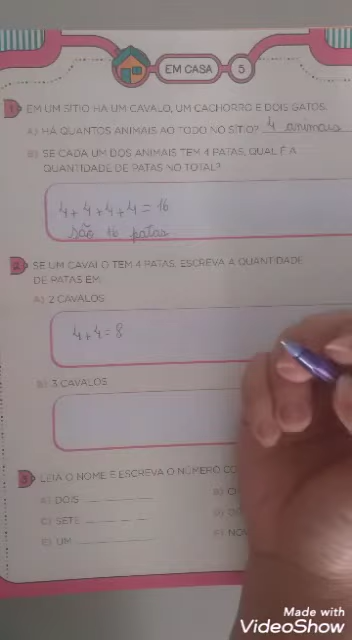 EM CASA 5
1 EM UM SÍTIO HÁ UM CAVALO, UM CACHORRO E DOIS GATOS.
A) HÁ QUANTOS ANIMAIS AO TODO NO SÍTIO? 4 animais
B) SE CADA UM DOS ANIMAIS TEM 4 PATAS, QUAL É A
QUANTIDADE DE PATAS NO TOTAL?
4+4+4+4=16
são 16 patas
2 SE UM CAVALO TEM 4 PATAS, ESCREVA A QUANTIDADE
DE PATAS EM:
A) 2 CAVALOS
4+4=8
B) 3 CAVALOS
3 LEIA O NOME E ESCREVA O NÚMERO
A) DOIS
C) SETE
E) UM
Made with
VideoShow